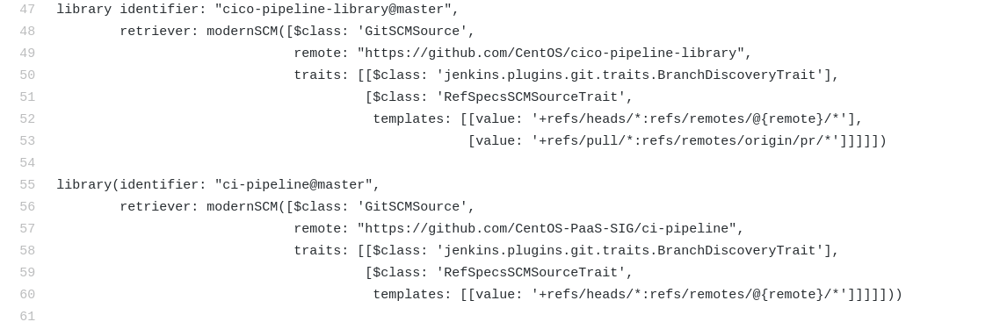 47 library identifier: "cico-pipeline-library@master",
48         retriever: modernSCM([$class: 'GitSCMSource',
49                               remote: "https://github.com/CentOS/cico-pipeline-library",
50                               traits: [[$class: 'jenkins.plugins.git.traits.BranchDiscoveryTrait'],
51                                        [$class: 'RefSpecsSCMSourceTrait',
52                                         templates: [[value: '+refs/heads/*:refs/remotes/@{remote}/*'],
53                                                     [value: '+refs/pull/*:refs/remotes/origin/pr/*']]]]])
54
55 library(identifier: "ci-pipeline@master",
56         retriever: modernSCM([$class: 'GitSCMSource',
57                               remote: "https://github.com/CentOS-PaaS-SIG/ci-pipeline",
58                               traits: [[$class: 'jenkins.plugins.git.traits.BranchDiscoveryTrait'],
59                                        [$class: 'RefSpecsSCMSourceTrait',
60                                         templates: [[value: '+refs/heads/*:refs/remotes/@{remote}/*']]]]]))
61